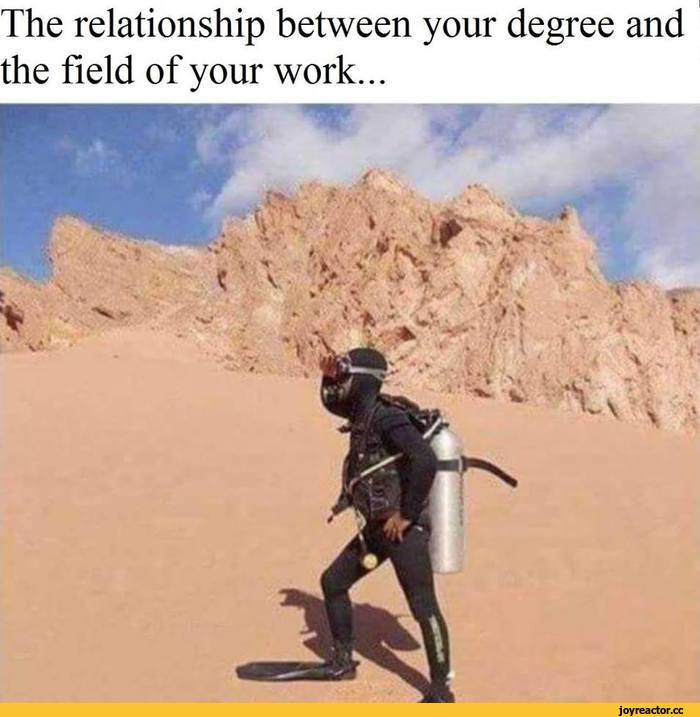 The relationship between your degree and
the field of your work...
joyreactor.cc